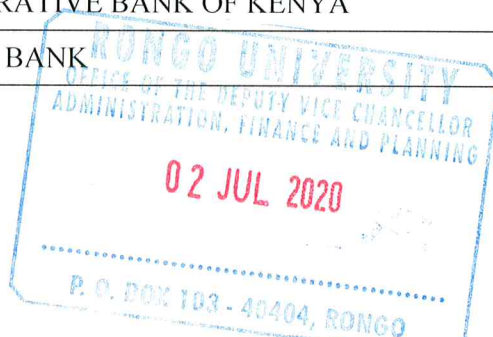 RATIVE BANK OF KENYA
BANK
RONGO UNIVERSITY
OFFICE OF THE DEPUTY VICE CHANCELLOR
ADMINISTRATION, FINANCE AND PLANNING
02 JUL 2020
P. O. BOX 103 - 40404, RONGO